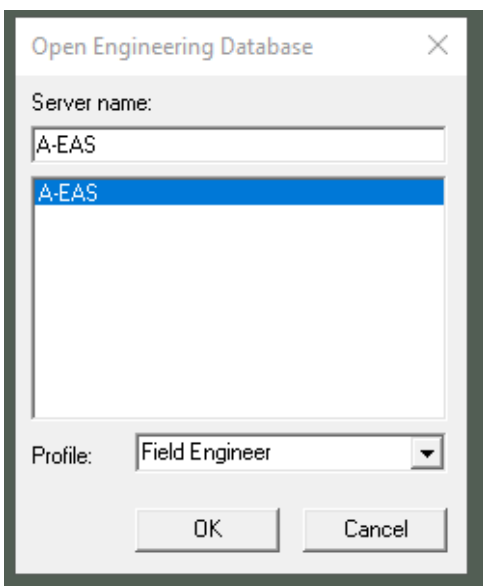 Open Engineering Database
Server name:
A-EAS
A-EAS
Profile: Field Engineer
OK Cancel